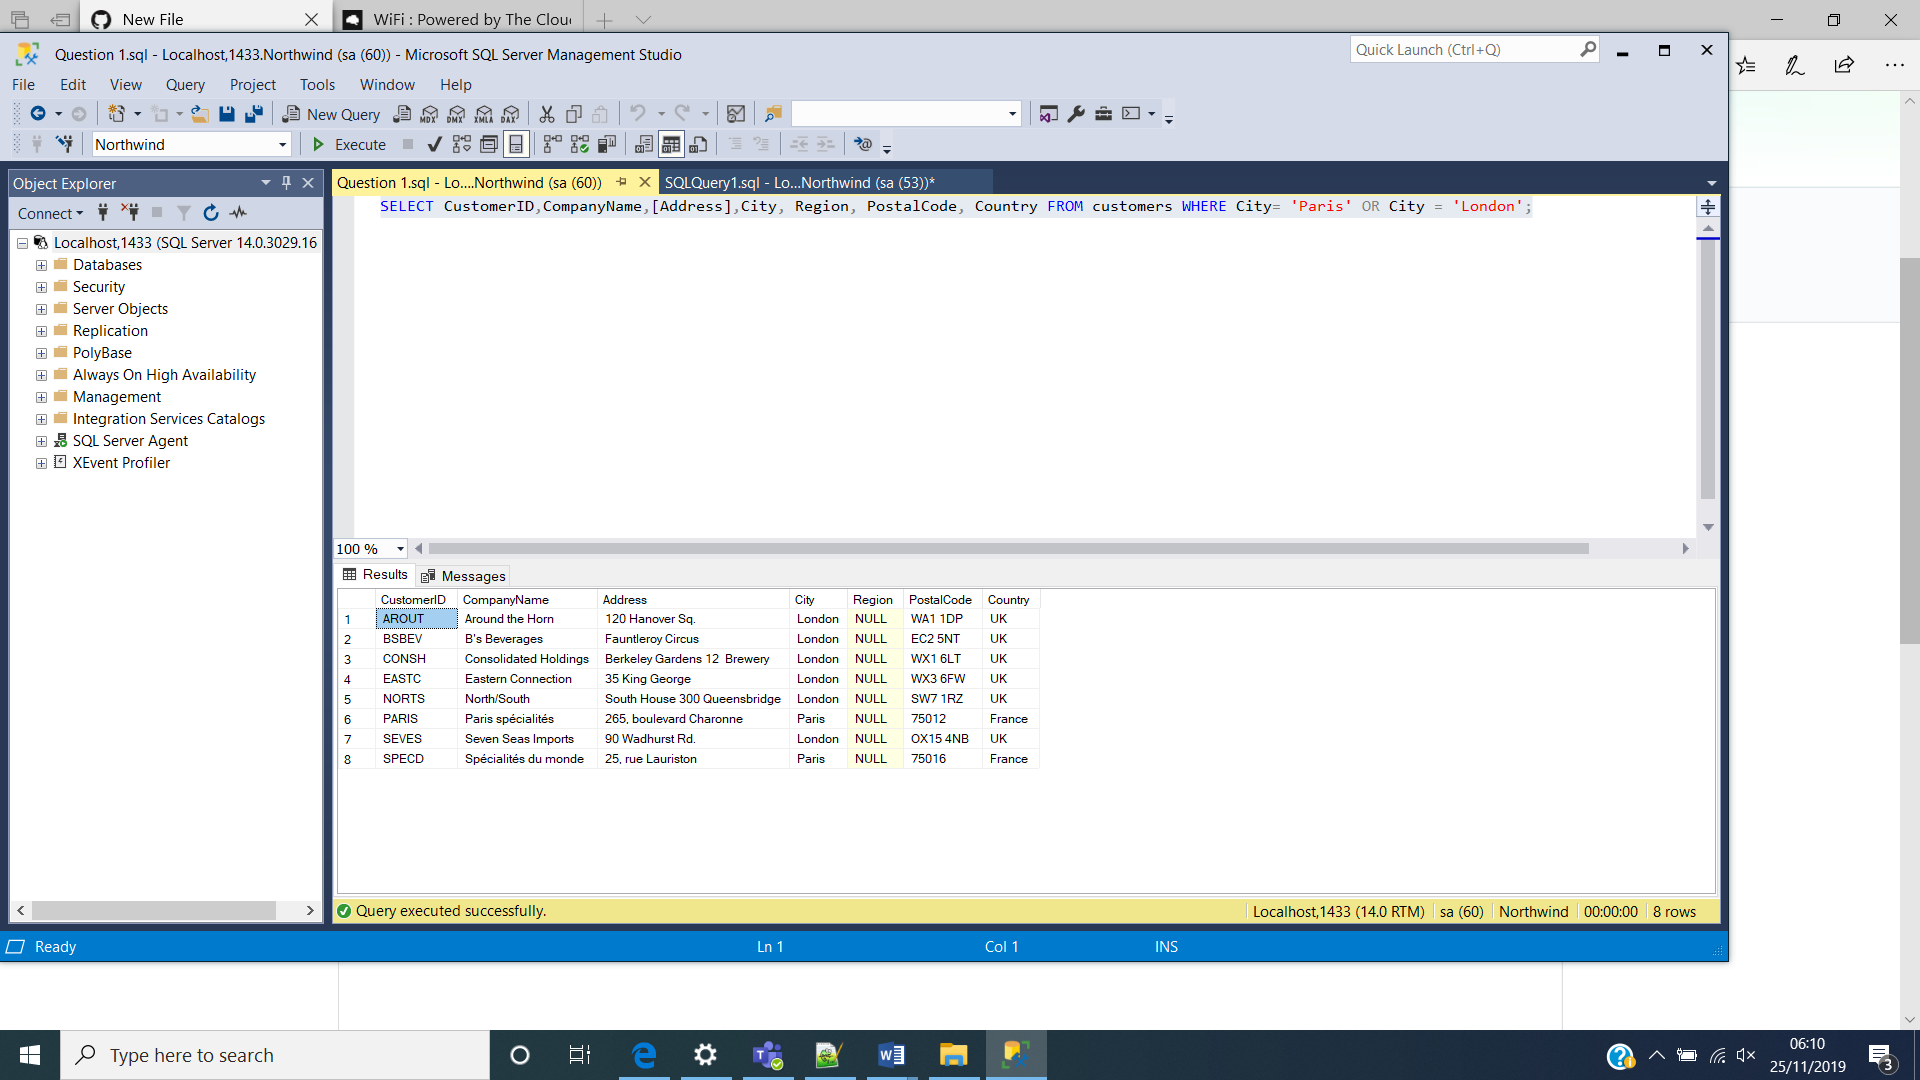 New File
WiFi : Powered by The Clou
Question 1.sql - Localhost,1433.Northwind (sa (60)) - Microsoft SQL Server Management Studio
Quick Launch (Ctrl+Q)
File Edit View Query Project Tools Window Help
New Query MDX DMX XMLA DAX
Northwind Execute
Object Explorer
Question 1.sql - Lo....Northwind (sa (60)) SQLQuery1.sql - Lo...Northwind (sa (53))*
Connect
SELECT CustomerID,CompanyName,[Address],City, Region, PostalCode, Country FROM customers WHERE City= 'Paris' OR City = 'London';
Localhost,1433 (SQL Server 14.0.3029.16
Databases
Security
Server Objects
Replication
PolyBase
Always On High Availability
Management
Integration Services Catalogs
SQL Server Agent
XEvent Profiler
100 %
Results Messages
CustomerID CompanyName Address City Region PostalCode Country
1 AROUT Around the Horn 120 Hanover Sq. London NULL WA1 1DP UK
2 BSBEV B's Beverages Fauntleroy Circus London NULL EC2 5NT UK
3 CONSH Consolidated Holdings Berkeley Gardens 12  Brewery London NULL WX1 6LT UK
4 EASTC Eastern Connection 35 King George London NULL WX3 6FW UK
5 NORTS North/South South House 300 Queensbridge London NULL SW7 1RZ UK
6 PARIS Paris spécialités 265, boulevard Charonne Paris NULL 75012 France
7 SEVES Seven Seas Imports 90 Wadhurst Rd. London NULL OX15 4NB UK
8 SPECD Spécialités du monde 25, rue Lauriston Paris NULL 75016 France
Query executed successfully.
Localhost,1433 (14.0 RTM) sa (60) Northwind 00:00:00 8 rows
Ready Ln 1 Col 1 INS
Type here to search
06:10
25/11/2019
3